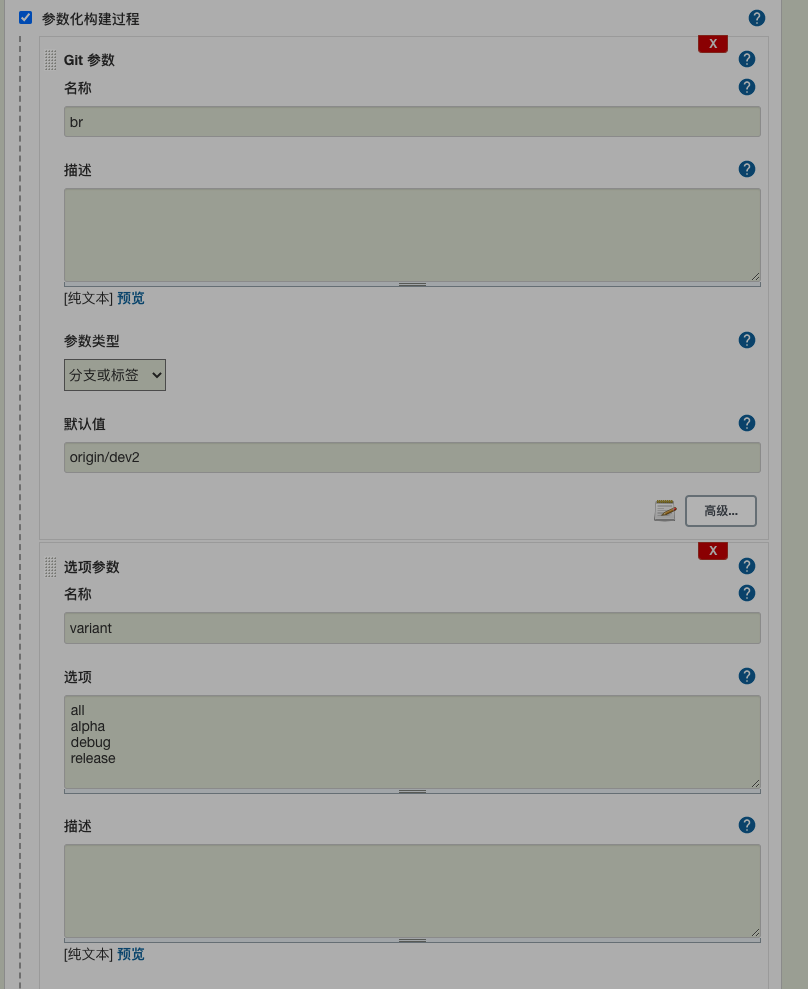 参数化构建过程
X
Git 参数
名称
br
描述
[纯文本] 预览
参数类型
分支或标签
默认值
origin/dev2
高级...
X
选项参数
名称
variant
选项
all
alpha
debug
release
描述
[纯文本] 预览